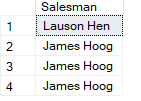 Salesman
1 Lauson Hen
2 James Hoog
3 James Hoog
4 James Hoog